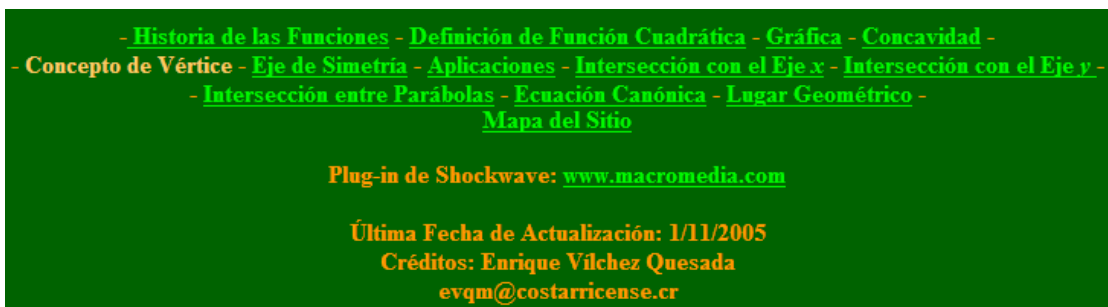 - Historia de las Funciones - Definición de Función Cuadrática - Gráfica - Concavidad -
- Concepto de Vértice - Eje de Simetría - Aplicaciones - Intersección con el Eje x - Intersección con el Eje y -
- Intersección entre Parábolas - Ecuación Canónica - Lugar Geométrico -
Mapa del Sitio
Plug-in de Shockwave: www.macromedia.com
Última Fecha de Actualización: 1/11/2005
Créditos: Enrique Vílchez Quesada
evqm@costarricense.cr